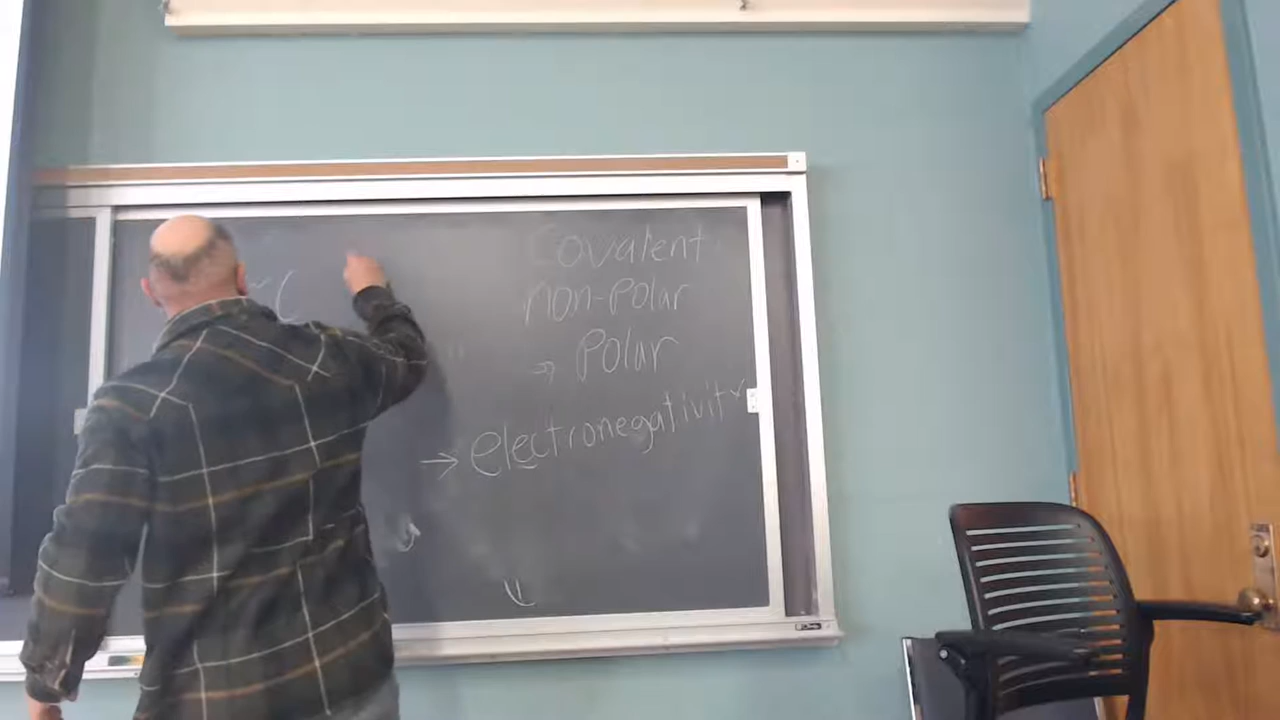 Covalent
non-polar
→ Polar
→ electronegativity